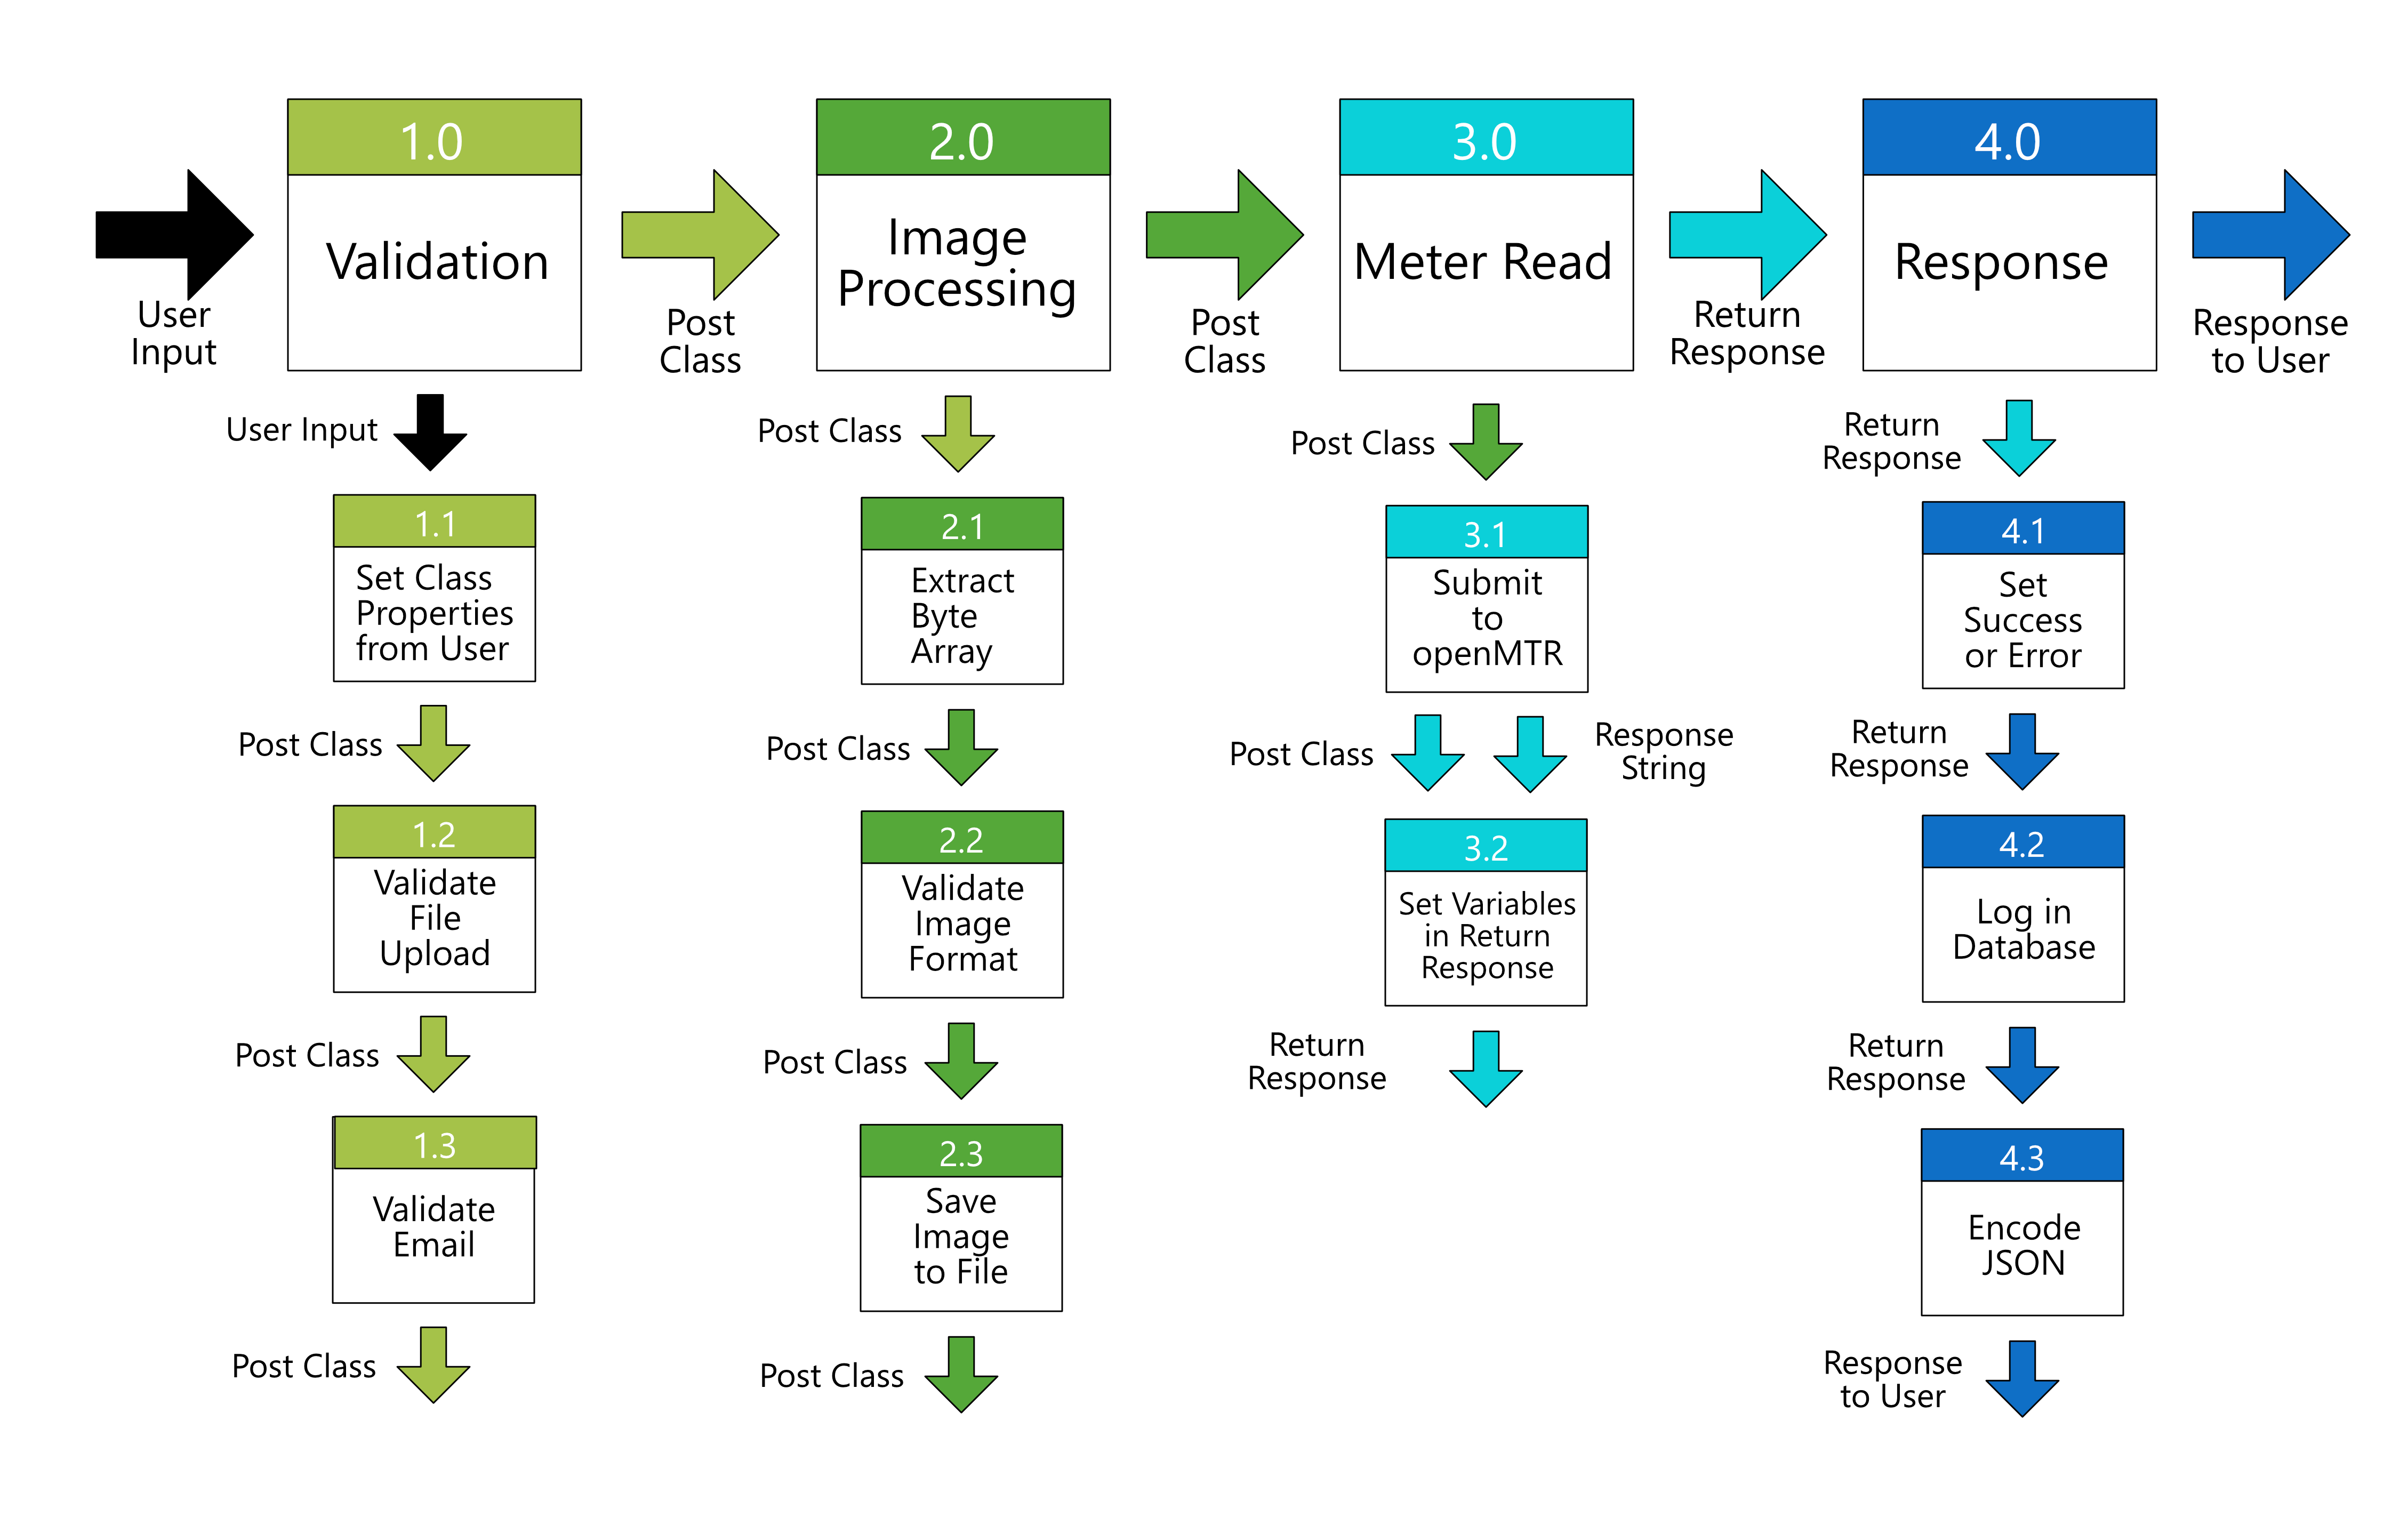 1.0
Validation
2.0
Image
Processing
3.0
Meter Read
4.0
Response
User
Input
Post
Class
Post
Class
Return
Response
Response
to User
User Input
1.1
Set Class
Properties
from User
Post Class
1.2
Validate
File
Upload
Post Class
1.3
Validate
Email
Post Class
Post Class
2.1
Extract
Byte
Array
Post Class
2.2
Validate
Image
Format
Post Class
2.3
Save
Image
to File
Post Class
Post Class
3.1
Submit
to
openMTR
Post Class
Response
String
3.2
Set Variables
in Return
Response
Return
Response
Return
Response
4.1
Set
Success
or Error
Return
Response
4.2
Log in
Database
Return
Response
4.3
Encode
JSON
Response
to User